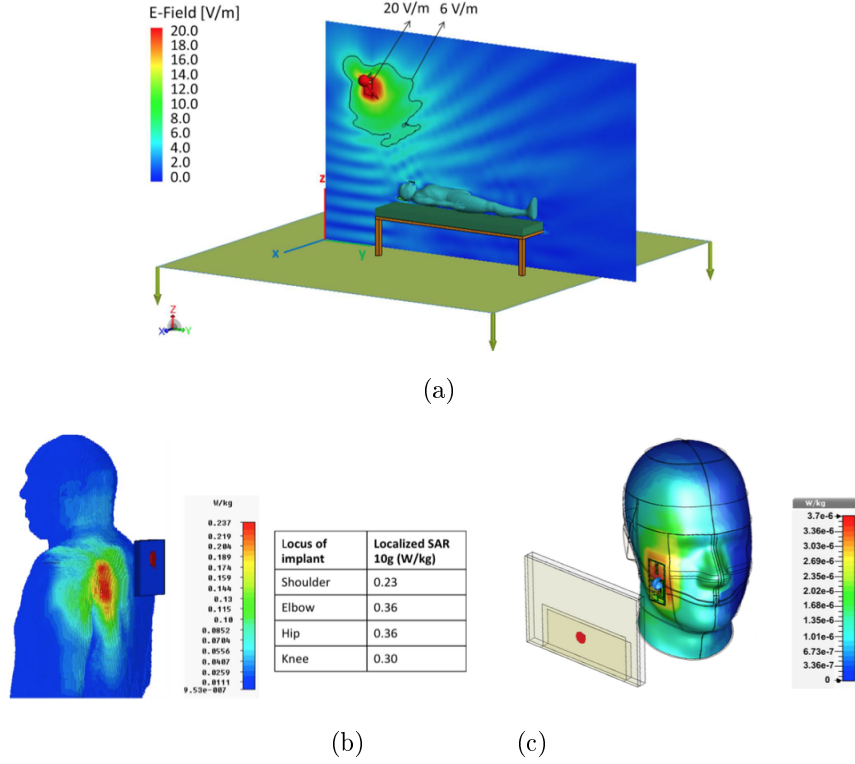 E-Field [V/m]
20 V/m 6 V/m
20.0
18.0
16.0
14.0
12.0
10.0
8.0
6.0
4.0
2.0
0.0
z
x
y
Z
X Y
(a)
W/kg
0.237
0.219
0.204
0.189
0.174
0.159
0.144
0.13
0.115
0.10
0.0852
0.0704
0.0556
0.0407
0.0259
0.0111
9.53e-007
Locus of implant Localized SAR 10g (W/kg)
Shoulder 0.23
Elbow 0.36
Hip 0.36
Knee 0.30
W/kg
3.7e-6
3.36e-6
3.03e-6
2.69e-6
2.35e-6
2.02e-6
1.68e-6
1.35e-6
1.01e-6
6.73e-7
3.36e-7
0
(b) (c)